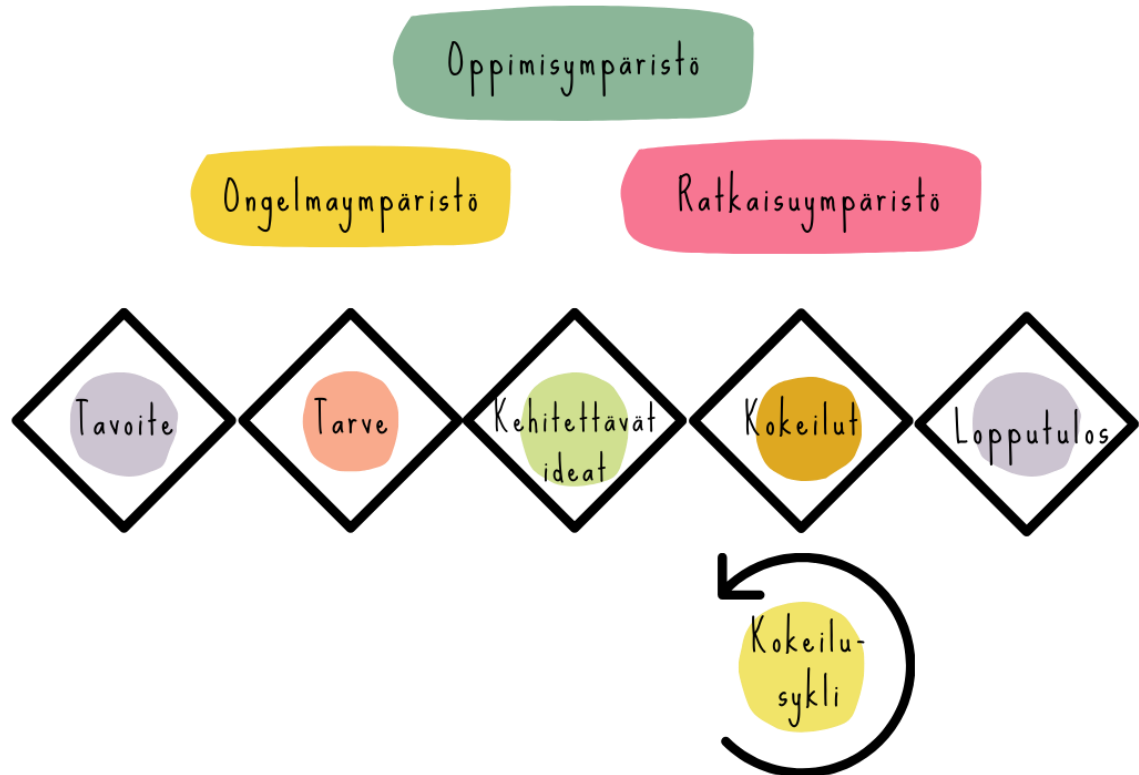 Oppimisympäristö
Ongelmaympäristö
Ratkaisuympäristö
Tavoite
Tarve
Kehitettävät
ideat
Kokeilut
Lopputulos
Kokeilu-
sykli